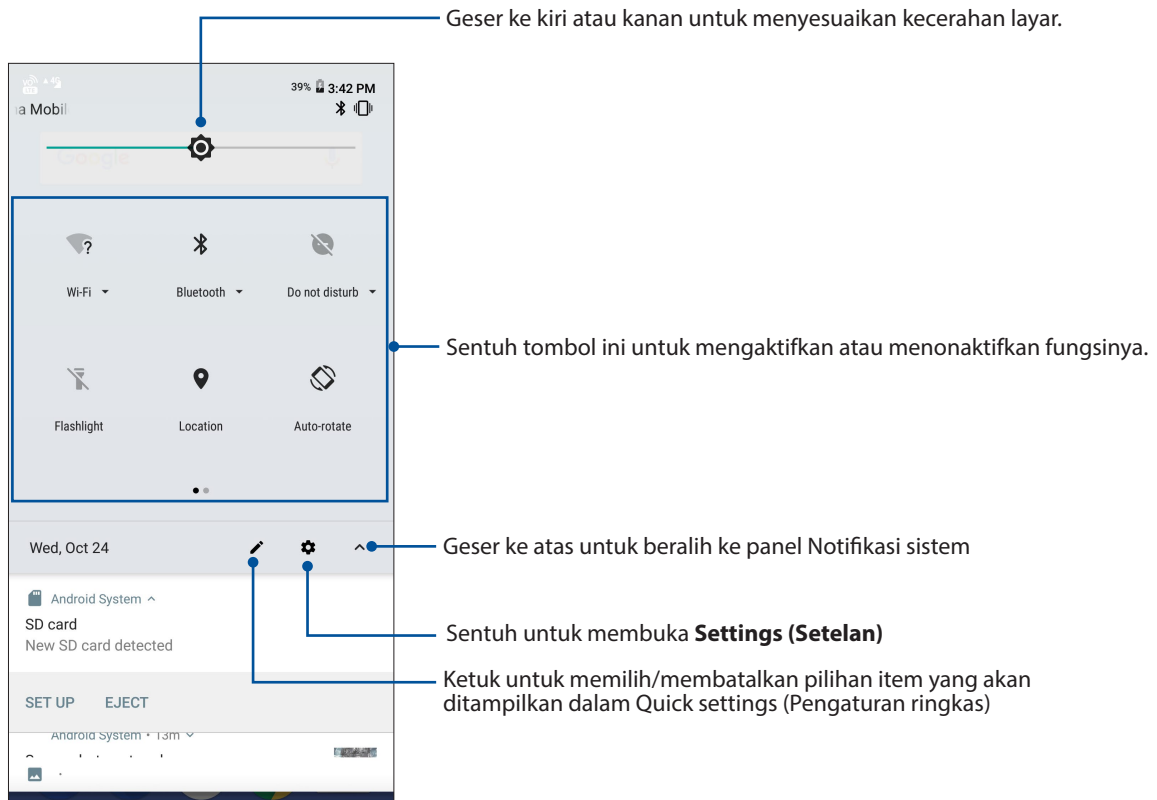 Geser ke kiri atau kanan untuk menyesuaikan kecerahan layar.
39% 3:42 PM
a Mobil
Google
Wi-Fi Bluetooth Do not disturb
Sentuh tombol ini untuk mengaktifkan atau menonaktifkan fungsinya.
Flashlight Location Auto-rotate
Wed, Oct 24
Geser ke atas untuk beralih ke panel Notifikasi sistem
Android System
SD card
New SD card detected
Sentuh untuk membuka Settings (Setelan)
Ketuk untuk memilih/membatalkan pilihan item yang akan
ditampilkan dalam Quick settings (Pengaturan ringkas)
SET UP EJECT
Android System • 13m